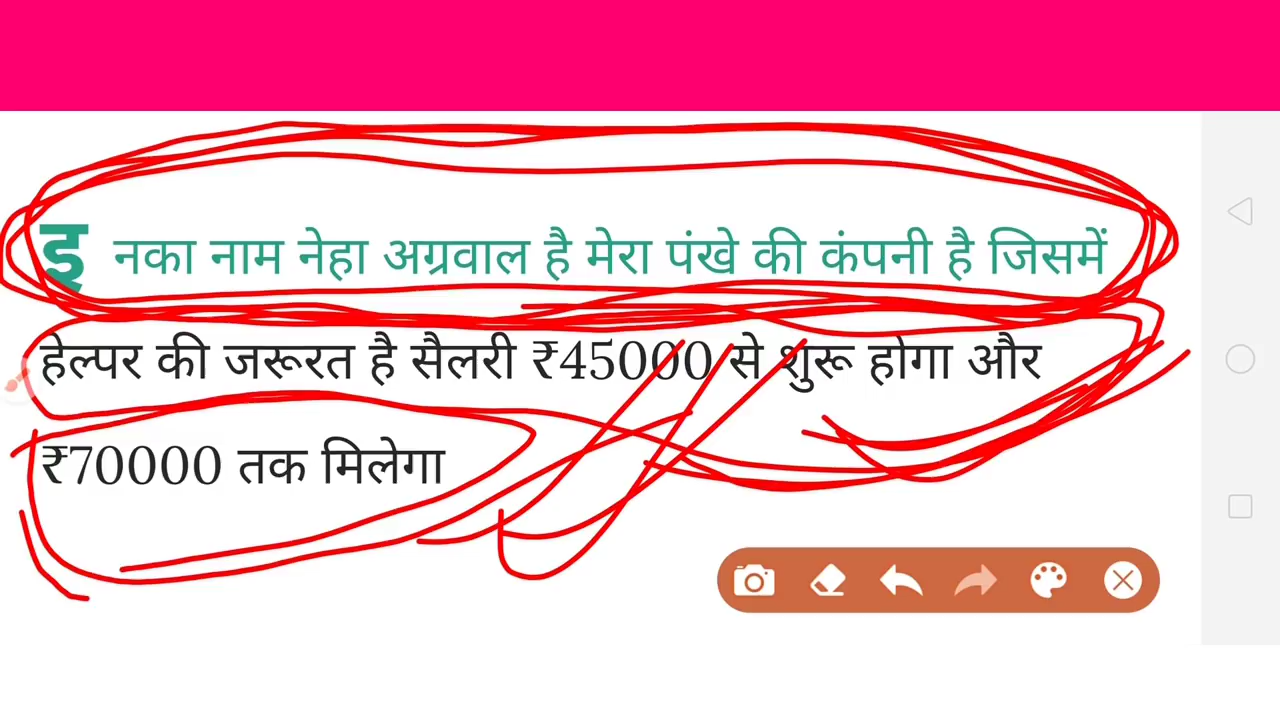 इनका नाम नेहा अग्रवाल है मेरा पंखे की कंपनी है जिसमें
हेल्पर की जरूरत है सैलरी ₹45000 से शुरू होगा और
₹70000 तक मिलेगा